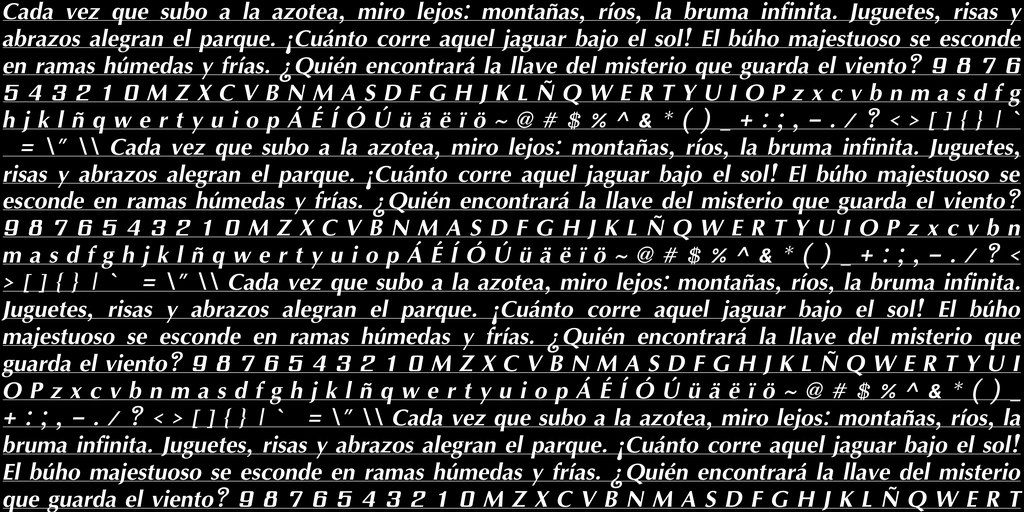 Cada vez que subo a la azotea, miro lejos: montañas, ríos, la bruma infinita. Juguetes, risas y
abrazos alegran el parque. ¡Cuánto corre aquel jaguar bajo el sol! El búho majestuoso se esconde
en ramas húmedas y frías. ¿Quién encontrará la llave del misterio que guarda el viento? 9 8 7 6
5 4 3 2 1 0 M Z X C V B N M A S D F G H J K L Ñ Q W E R T Y U I O P z x c v b n m a s d f g
h j k l ñ q w e r t y u i o p Á É Í Ó Ú ü ä ë ï ö ~ @ # $ % ^ & * ( ) _ + : ; , - . / ? < > [ ] { } | `
= \" \\ Cada vez que subo a la azotea, miro lejos: montañas, ríos, la bruma infinita. Juguetes,
risas y abrazos alegran el parque. ¡Cuánto corre aquel jaguar bajo el sol! El búho majestuoso se
esconde en ramas húmedas y frías. ¿Quién encontrará la llave del misterio que guarda el viento?
9 8 7 6 5 4 3 2 1 0 M Z X C V B N M A S D F G H J K L Ñ Q W E R T Y U I O P z x c v b n
m a s d f g h j k l ñ q w e r t y u i o p Á É Í Ó Ú ü ä ë ï ö ~ @ # $ % ^ & * ( ) _ + : ; , - . / ? <
> [ ] { } | ` = \" \\ Cada vez que subo a la azotea, miro lejos: montañas, ríos, la bruma infinita.
Juguetes, risas y abrazos alegran el parque. ¡Cuánto corre aquel jaguar bajo el sol! El búho
majestuoso se esconde en ramas húmedas y frías. ¿Quién encontrará la llave del misterio que
guarda el viento? 9 8 7 6 5 4 3 2 1 0 M Z X C V B N M A S D F G H J K L Ñ Q W E R T Y U I
O P z x c v b n m a s d f g h j k l ñ q w e r t y u i o p Á É Í Ó Ú ü ä ë ï ö ~ @ # $ % ^ & * ( ) _
+ : ; , - . / ? < > [ ] { } | ` = \" \\ Cada vez que subo a la azotea, miro lejos: montañas, ríos, la
bruma infinita. Juguetes, risas y abrazos alegran el parque. ¡Cuánto corre aquel jaguar bajo el sol!
El búho majestuoso se esconde en ramas húmedas y frías. ¿Quién encontrará la llave del misterio
que guarda el viento? 9 8 7 6 5 4 3 2 1 0 M Z X C V B N M A S D F G H J K L Ñ Q W E R T